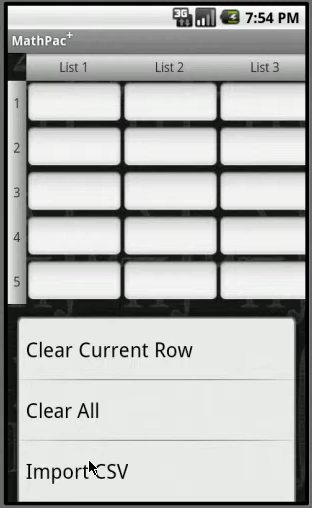 3G 7:54 PM
MathPac+
List 1 List 2 List 3
1
2
3
4
5
Clear Current Row
Clear All
Import CSV